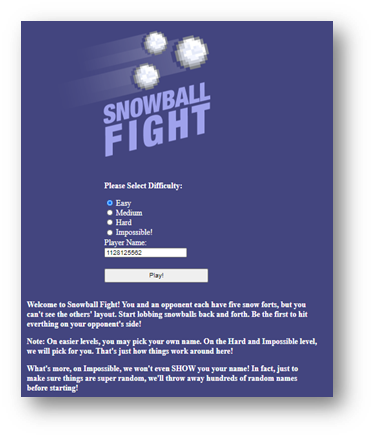 SNOWBALL
FIGHT
Please Select Difficulty:
Easy
Medium
Hard
Impossible!
Player Name:
1128125562
Play!
Welcome to Snowball Fight! You and an opponent each have five snow forts, but you
can't see the others' layout. Start lobbing snowballs back and forth. Be the first to hit
everthing on your opponent's side!
Note: On easier levels, you may pick your own name. On the Hard and Impossible level,
we will pick for you. That's just how things work around here!
What's more, on Impossible, we won't even SHOW you your name! In fact, just to
make sure things are super random, we'll throw away hundreds of random names
before starting!